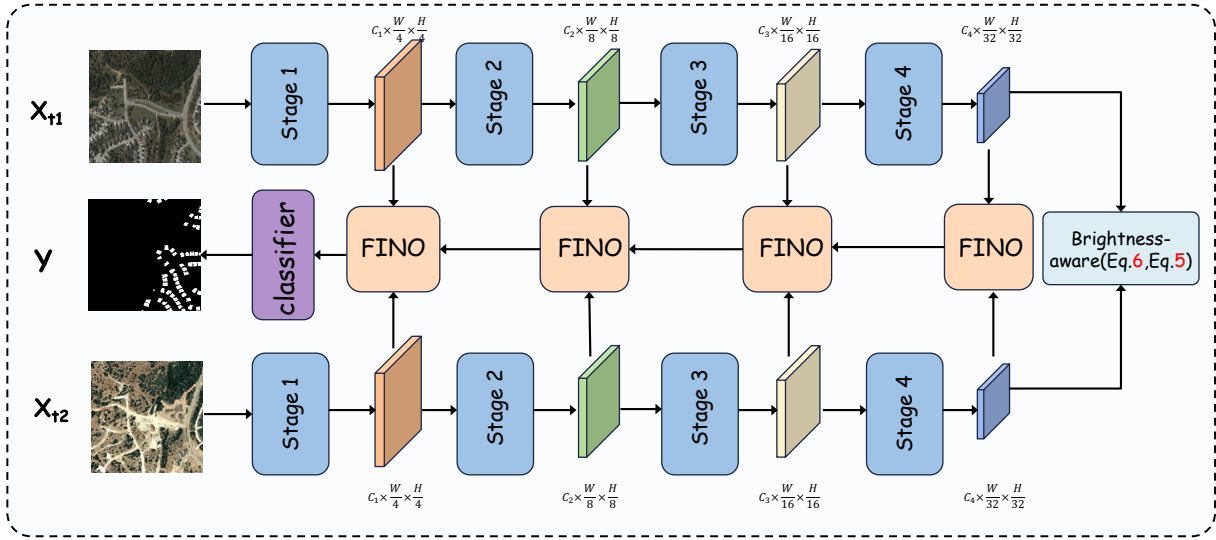 C₁×W/4×H/4
C₂×W/8×H/8
C₃×W/16×H/16
C₄×W/32×H/32
Xt1
Stage 1
Stage 2
Stage 3
Stage 4
y
classifier
FINO
FINO
FINO
FINO
Brightness-
aware(Eq.6,Eq.5)
Xt2
Stage 1
Stage 2
Stage 3
Stage 4
C₁×W/4×H/4
C₂×W/8×H/8
C₃×W/16×H/16
C₄×W/32×H/32